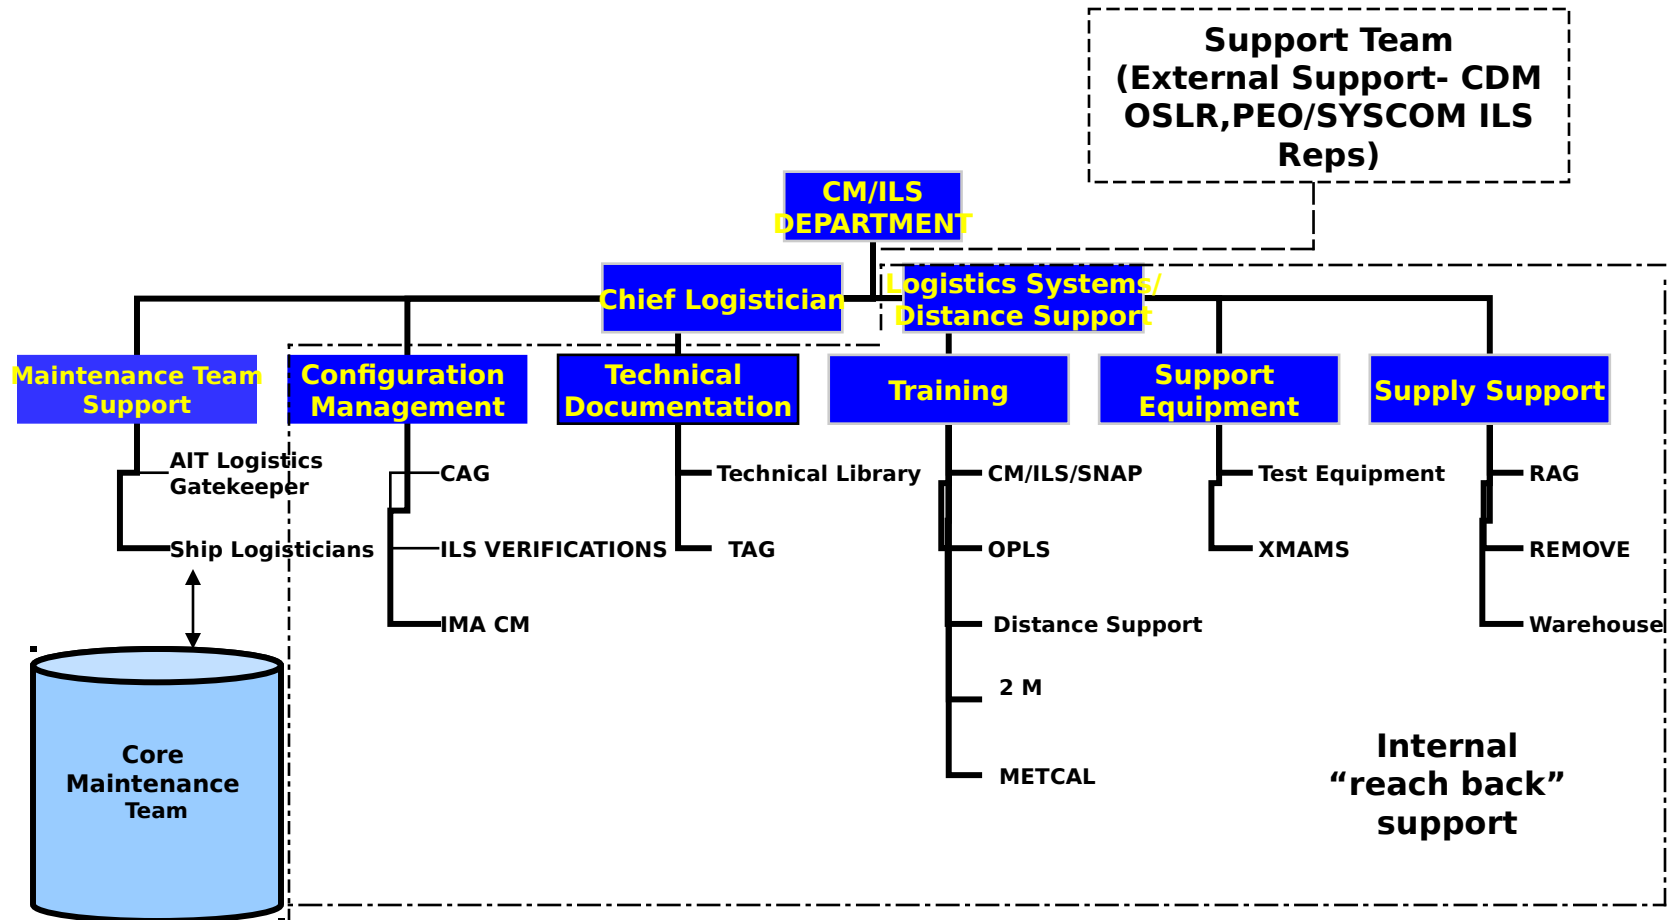 Support Team
(External Support- CDM
OSLR,PEO/SYSCOM ILS
Reps)
CM/ILS
DEPARTMENT
Chief Logistician
Logistics Systems/
Distance Support
Maintenance Team
Support
Configuration
Management
Technical
Documentation
Training
Support
Equipment
Supply Support
AIT Logistics
Gatekeeper
Ship Logisticians
CAG
ILS VERIFICATIONS
IMA CM
Technical Library
TAG
CM/ILS/SNAP
OPLS
Distance Support
2 M
METCAL
Test Equipment
XMAMS
RAG
REMOVE
Warehouse
Core
Maintenance
Team
Internal
“reach back”
support